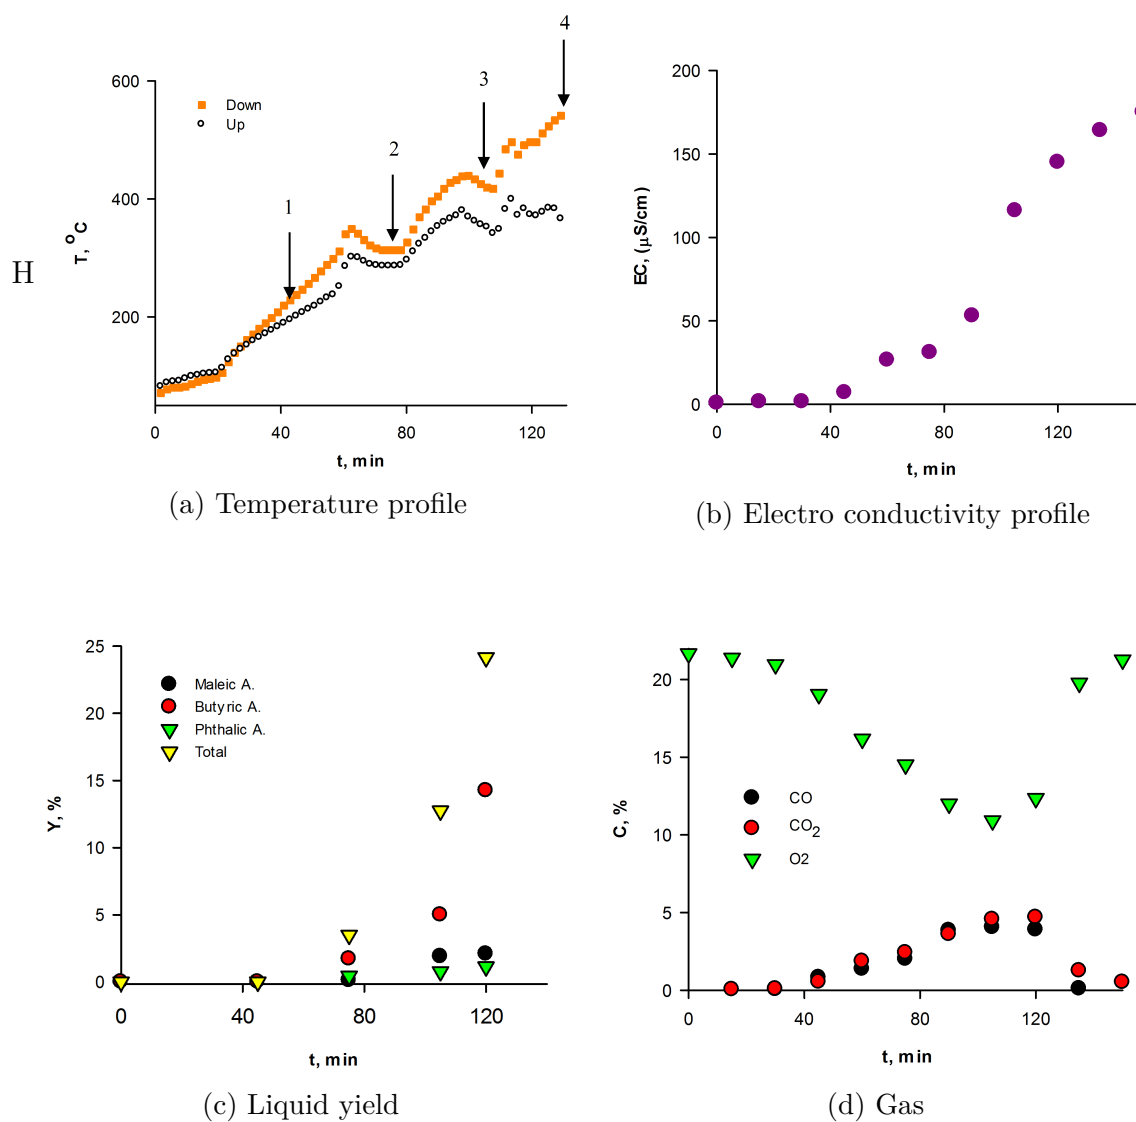 H
600
400
200
0
40
80
120
T, °C
t, min
Down
Up
1
2
3
4
(a) Temperature profile
200
150
100
50
0
0
40
80
120
EC, (μS/cm)
t, min
(b) Electro conductivity profile
25
20
15
10
5
0
0
40
80
120
Y, %
t, min
Maleic A.
Butyric A.
Phthalic A.
Total
(c) Liquid yield
20
15
10
5
0
0
40
80
120
C, %
t, min
CO
CO2
O2
(d) Gas